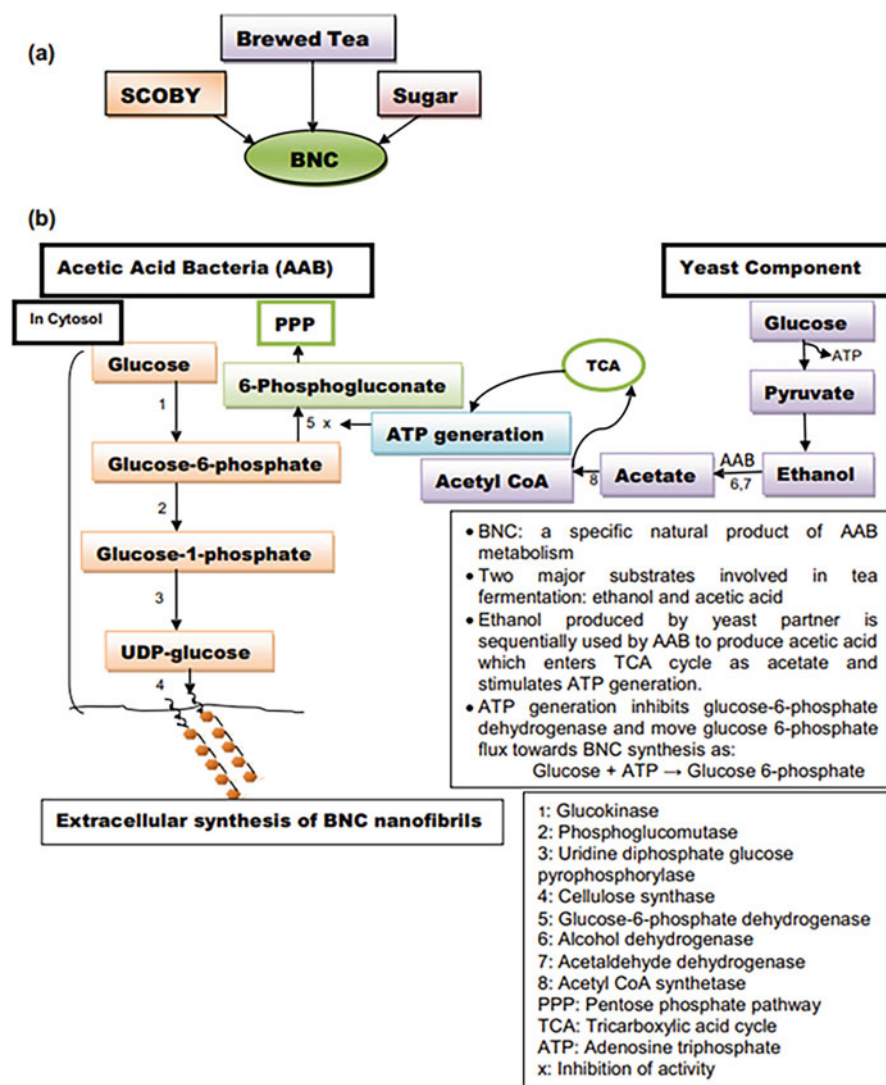 (a)
Brewed Tea
SCOBY
Sugar
BNC
(b)
Acetic Acid Bacteria (AAB)
Yeast Component
In Cytosol
PPP
Glucose
Glucose
ATP
TCA
1
6-Phosphogluconate
Pyruvate
5 x
ATP generation
Glucose-6-phosphate
Acetyl CoA
8
Acetate
AAB
6,7
Ethanol
2
Glucose-1-phosphate
3
UDP-glucose
4
Extracellular synthesis of BNC nanofibrils
• BNC: a specific natural product of AAB
metabolism
• Two major substrates involved in tea
fermentation: ethanol and acetic acid
• Ethanol produced by yeast partner is
sequentially used by AAB to produce acetic acid
which enters TCA cycle as acetate and
stimulates ATP generation.
• ATP generation inhibits glucose-6-phosphate
dehydrogenase and move glucose 6-phosphate
flux towards BNC synthesis as:
Glucose + ATP → Glucose 6-phosphate
1: Glucokinase
2: Phosphoglucomutase
3: Uridine diphosphate glucose
pyrophosphorylase
4: Cellulose synthase
5: Glucose-6-phosphate dehydrogenase
6: Alcohol dehydrogenase
7: Acetaldehyde dehydrogenase
8: Acetyl CoA synthetase
PPP: Pentose phosphate pathway
TCA: Tricarboxylic acid cycle
ATP: Adenosine triphosphate
x: Inhibition of activity